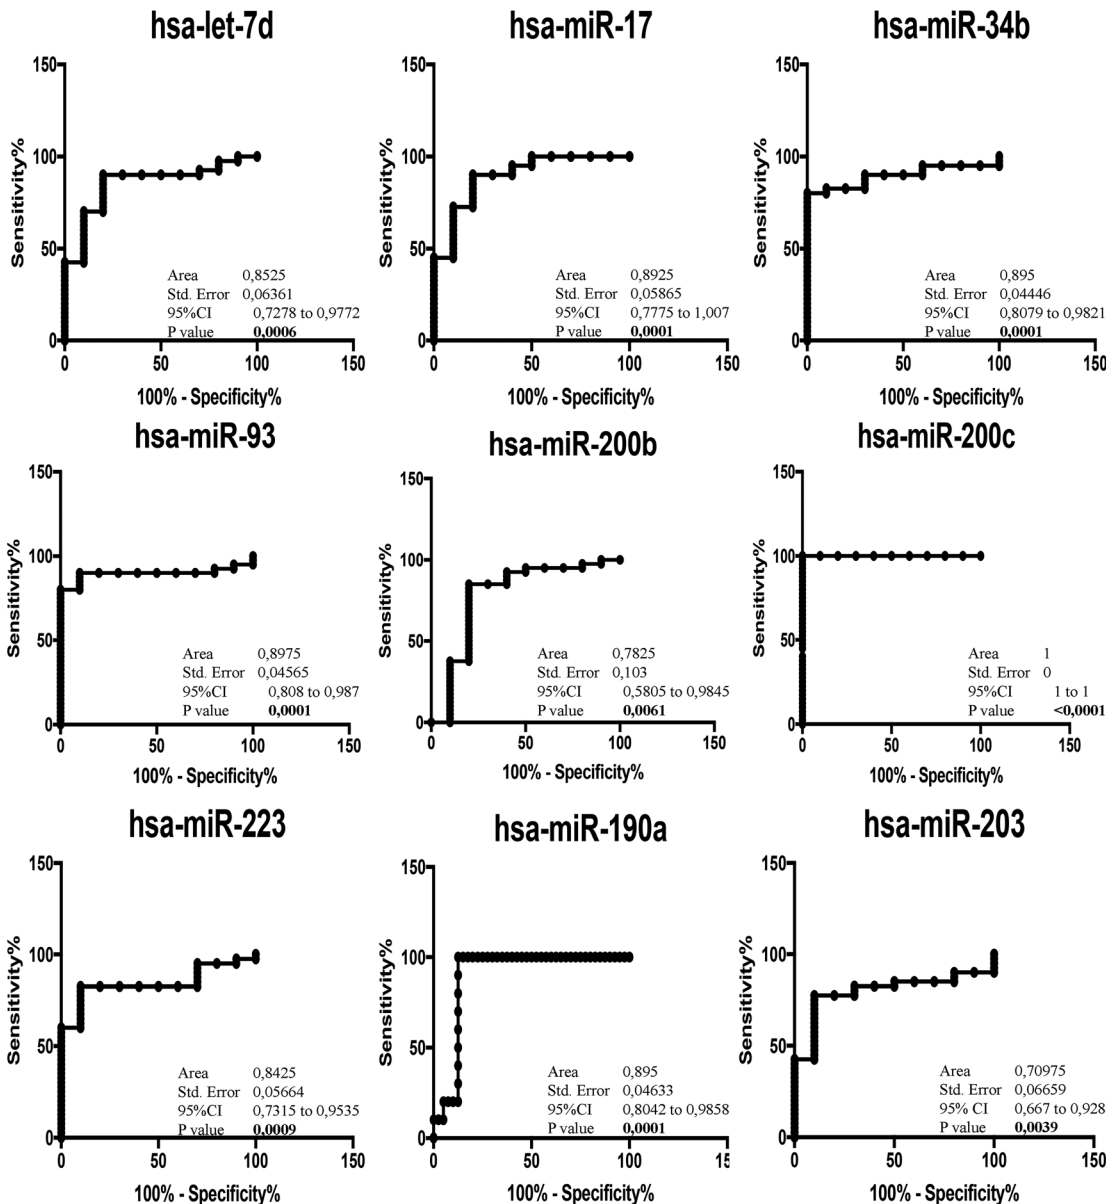 hsa-let-7d
150
100
50
0
Sensitivity%
Area 0,8525
Std. Error 0,06361
95%CI 0,7278 to 0,9772
P value 0,0006
0 50 100 150
100% - Specificity%
hsa-miR-17
150
100
50
0
Sensitivity%
Area 0,8925
Std. Error 0,05865
95%CI 0,7775 to 1,007
P value 0,0001
0 50 100 150
100% - Specificity%
hsa-miR-34b
150
100
50
0
Sensitivity%
Area 0,895
Std. Error 0,04446
95%CI 0,8079 to 0,9821
P value 0,0001
0 50 100 150
100% - Specificity%
hsa-miR-93
150
100
50
0
Sensitivity%
Area 0,8975
Std. Error 0,04565
95%CI 0,808 to 0,987
P value 0,0001
0 50 100 150
100% - Specificity%
hsa-miR-200b
150
100
50
0
Sensitivity%
Area 0,7825
Std. Error 0,103
95%CI 0,5805 to 0,9845
P value 0,0061
0 50 100 150
100% - Specificity%
hsa-miR-200c
150
100
50
0
Sensitivity%
Area 1
Std. Error 0
95%CI 1 to 1
P value <0,0001
0 50 100 150
100% - Specificity%
hsa-miR-223
150
100
50
0
Sensitivity%
Area 0,8425
Std. Error 0,05664
95%CI 0,7315 to 0,9535
P value 0,0009
0 50 100 150
100% - Specificity%
hsa-miR-190a
150
100
50
0
Sensitivity%
Area 0,895
Std. Error 0,04633
95%CI 0,8042 to 0,9858
P value 0,0001
0 50 100 150
100% - Specificity%
hsa-miR-203
150
100
50
0
Sensitivity%
Area 0,70975
Std. Error 0,06659
95% CI 0,667 to 0,928
P value 0,0039
0 50 100 150
100% - Specificity%